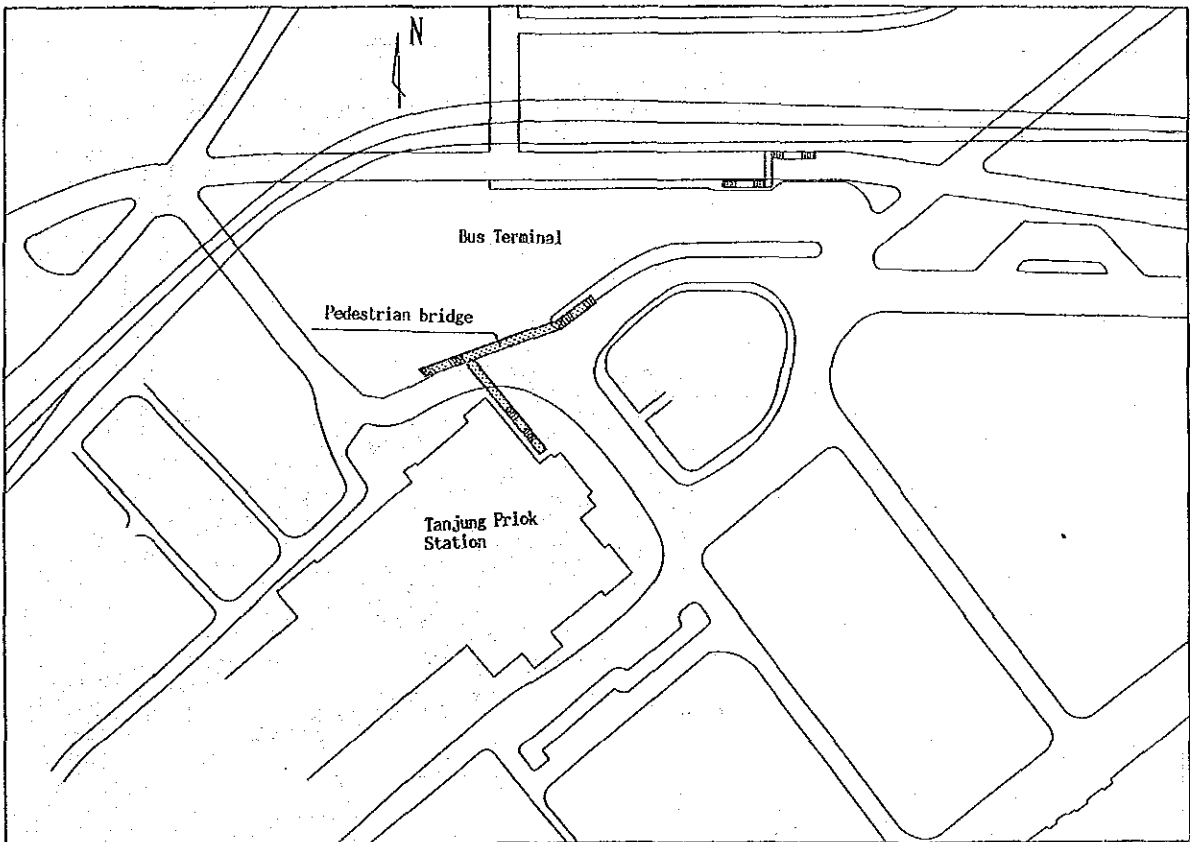 N
Bus Terminal
Pedestrian bridge
Tanjung Priok
Station